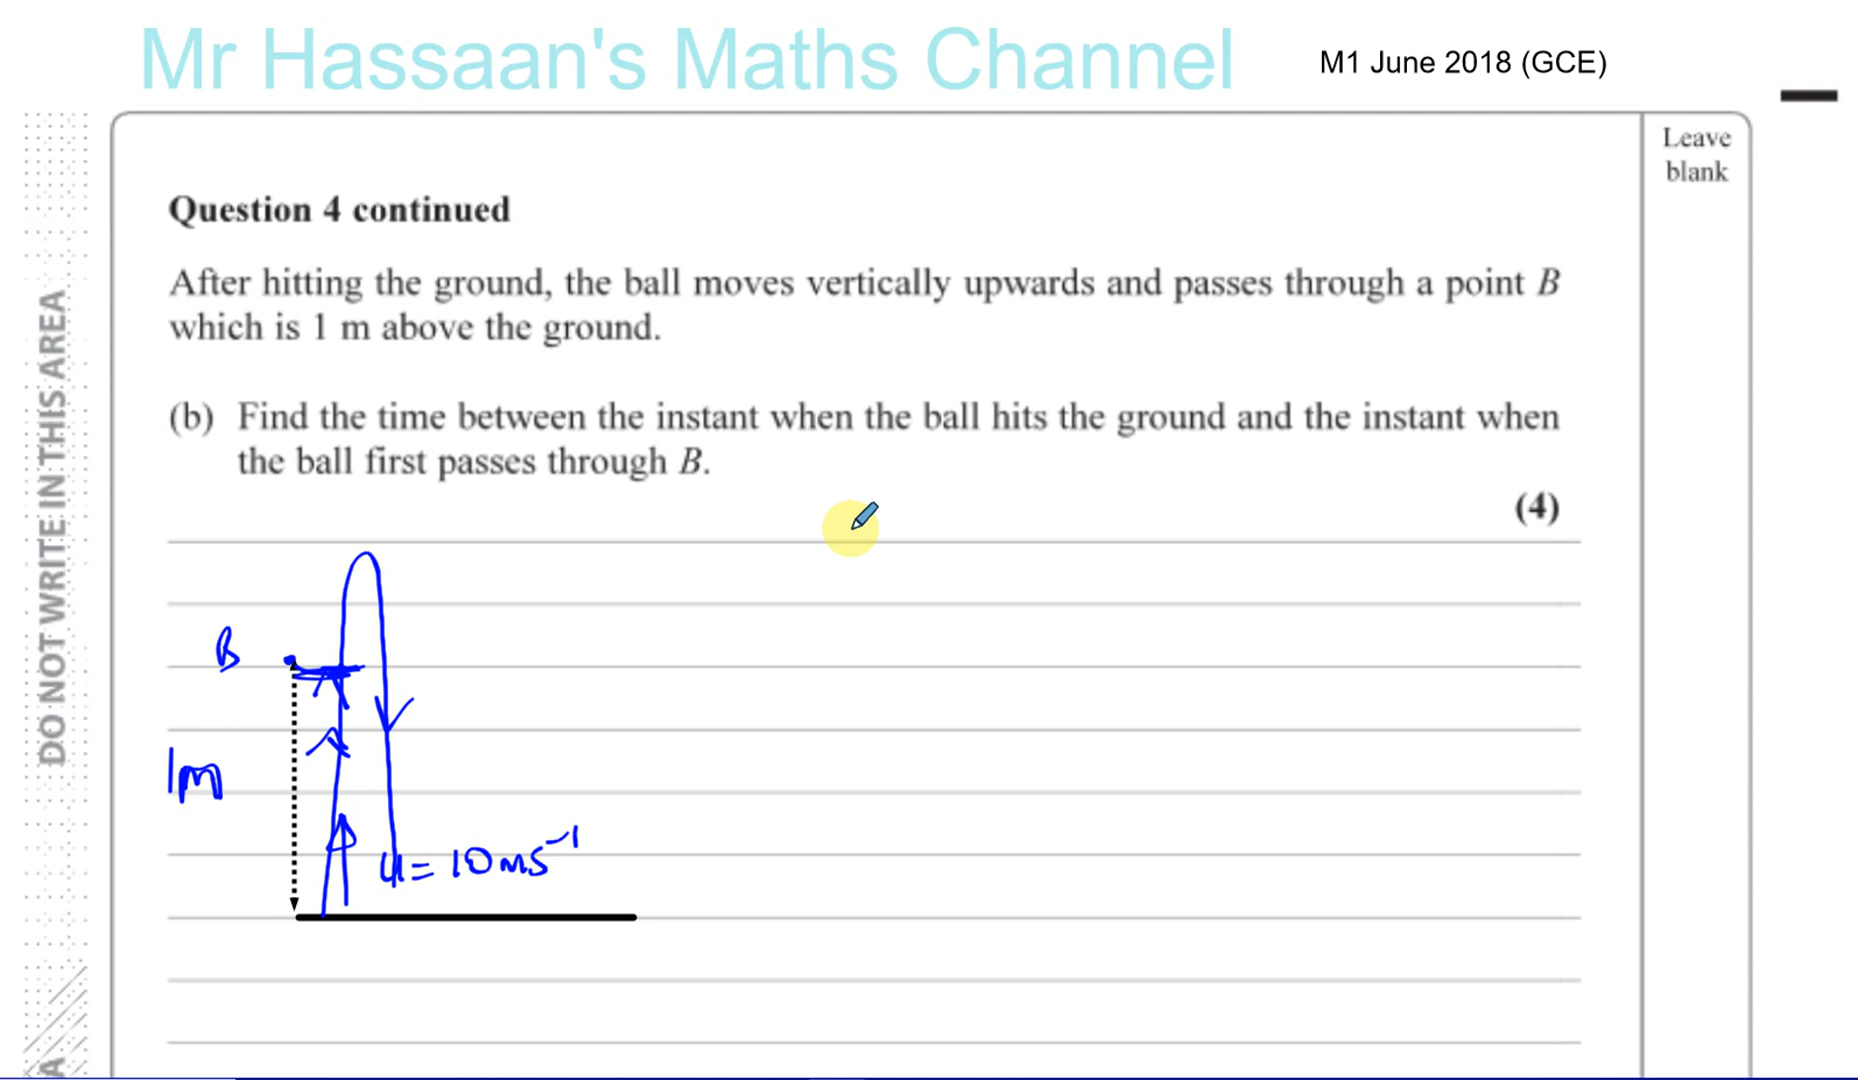 Mr Hassaan's Maths Channel
M1 June 2018 (GCE)
Leave
blank
Question 4 continued
After hitting the ground, the ball moves vertically upwards and passes through a point B
which is 1 m above the ground.
(b) Find the time between the instant when the ball hits the ground and the instant when
the ball first passes through B.
(4)
B
1m
u = 10ms⁻¹
DO NOT WRITE IN THIS AREA
A